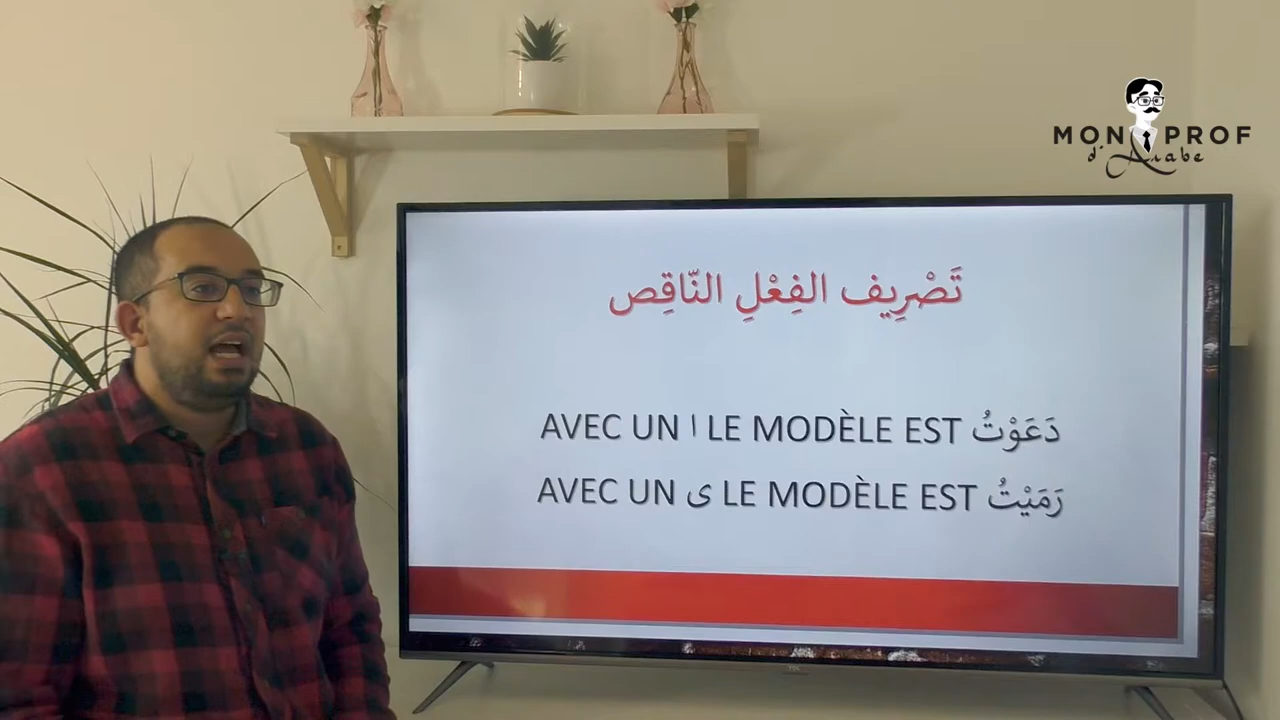 MON PROF
d'Arabe
تَصْرِيف الفِعْلِ النّاقِص
AVEC UN ا LE MODÈLE EST دَعَوْتُ
AVEC UN ى LE MODÈLE EST رَمَيْتُ